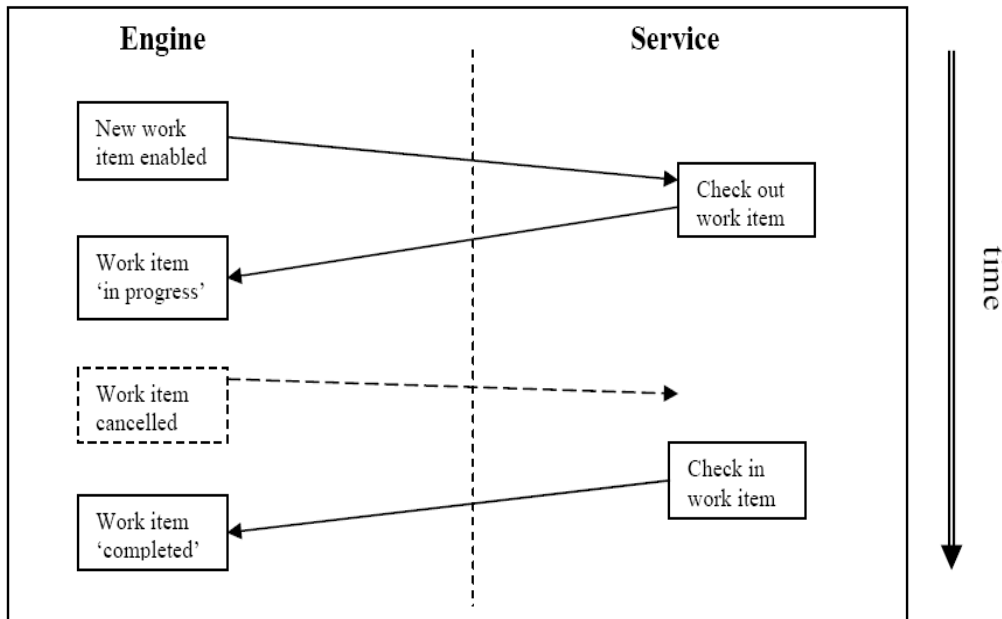 Engine
Service
New work
item enabled
Check out
work item
Work item
‘in progress’
Work item
cancelled
Check in
work item
Work item
‘completed’
time